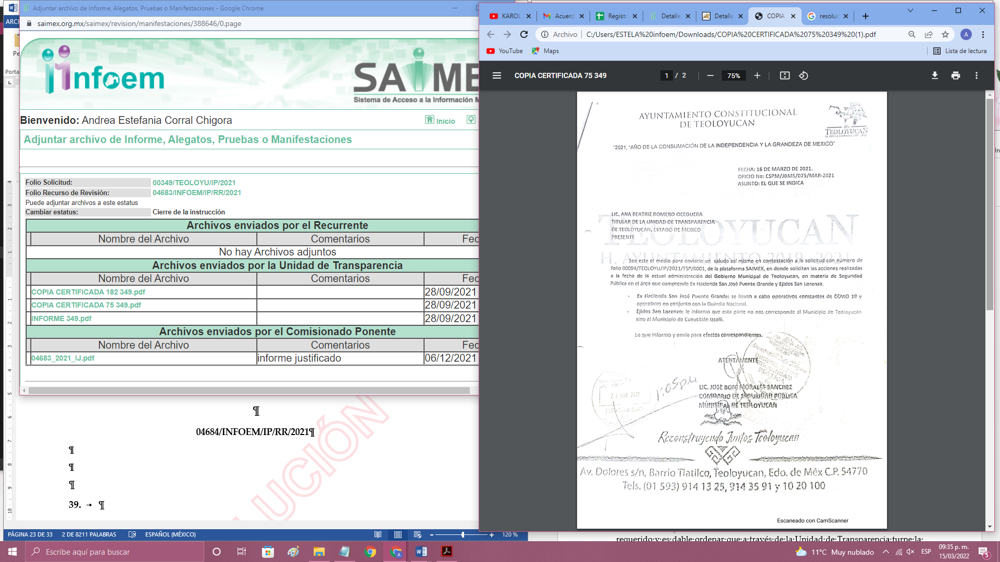 Adjuntar archivo de Informe, Alegatos, Pruebas o Manifestaciones - Google Chrome
saimex.org.mx/saimex/revision/manifestaciones/388646/0.page
infoem
SAIME
Sistema de Acceso a la Información M
Bienvenido: Andrea Estefania Corral Chigora
Inicio
Adjuntar archivo de Informe, Alegatos, Pruebas o Manifestaciones
Folio Solicitud: 00349/TEOLOYU/IP/2021
Folio Recurso de Revisión: 04683/INFOEM/IP/RR/2021
Puede adjuntar archivos a este estatus
Cambiar estatus: Cierre de la instrucción
Archivos enviados por el Recurrente
Nombre del Archivo Comentarios Fec
No hay Archivos adjuntos
Archivos enviados por la Unidad de Transparencia
Nombre del Archivo Comentarios Fec
COPIA CERTIFICADA 182 349.pdf 28/09/2021
COPIA CERTIFICADA 75 349.pdf 28/09/2021
INFORME 349.pdf 28/09/2021
Archivos enviados por el Comisionado Ponente
Nombre del Archivo Comentarios Fec
04683_2021_IJ.pdf informe justificado 06/12/2021
ARCH
Pe
Porta
UCIÓN
04684/INFOEM/IP/RR/2021¶
39. → ¶
PÁGINA 23 DE 33 2 DE 8211 PALABRAS ESPAÑOL (MÉXICO) 120 %
KAROL Acuerd Registr Detalle Detalle COPIA resoluc
Archivo C:/Users/ESTELA%20infoem/Downloads/COPIA%20CERTIFICADA%2075%20349%20(1).pdf A
YouTube Maps Lista de lectura
COPIA CERTIFICADA 75 349 1 / 2 75%
AYUNTAMIENTO CONSTITUCIONAL
DE TEOLOYUCAN
TEOLOYUCAN
H. AYUNTAMIENTO 2019 - 2021
"2021, "AÑO DE LA CONSUMACIÓN DE LA INDEPENDENCIA Y LA GRANDEZA DE MEXICO"
FECHA: 16 DE MARZO DE 2021.
OFICIO No: CSPM/JBMS/075/MAR-2021
ASUNTO: EL QUE SE INDICA
LIC. ANA BEATRIZ ROMERO OCEGUERA
TITULAR DE LA UNIDAD DE TRANSPARENCIA
DE TEOLOYUCAN, ESTADO DE MEXICO
PRESENTE
TEOLOYUCAN
H. AYUNTAMIENTO 2019 - 2021
Sea este el medio para enviarle un saludo así mismo en contestación a la solicitud con número de
folio 00094/TEOLOYU/IP/2021/TSP/0001, de la plataforma SAIMEX, en donde solicitan las acciones realizadas
a la fecha de la actual administración del Gobierno Municipal de Teoloyucan, en materia de Seguridad
Pública en el área que comprende Ex Hacienda San José Puente Grande y Ejidos San Lorenzo.
- Ex Hacienda San José Puente Grande: se llevan a cabo operativos constantes de COVID 19 y
operativos en conjunto con la Guardia Nacional.
- Ejidos San Lorenzo: le informo que esta parte no nos corresponde al Municipio de Teoloyucan
sino al Municipio de Cuautitlán Izcalli.
Lo que informo y envío para efectos correspondientes.
ATENTAMENTE
LIC. JOSE BONI MORALES SANCHEZ
COMISARIO DE SEGURIDAD PÚBLICA
MUNICIPAL DE TEOLOYUCAN
MAR. 2021
1:05pm
Reconstruyendo Juntos Teoloyucan
Av. Dolores s/n, Barrio Tlatilco, Teoloyucan, Edo. de Méx C.P. 54770
Tels. (01 593) 914 13 25, 914 35 91 y 10 20 100
Escaneado con CamScanner
requerido·y·es·dable·ordenar·que·a·través·de·la·Unidad·de·Transparencia·turne·la·
Escribe aquí para buscar
11°C Muy nublado ESP 09:35 p. m.
15/03/2022
5